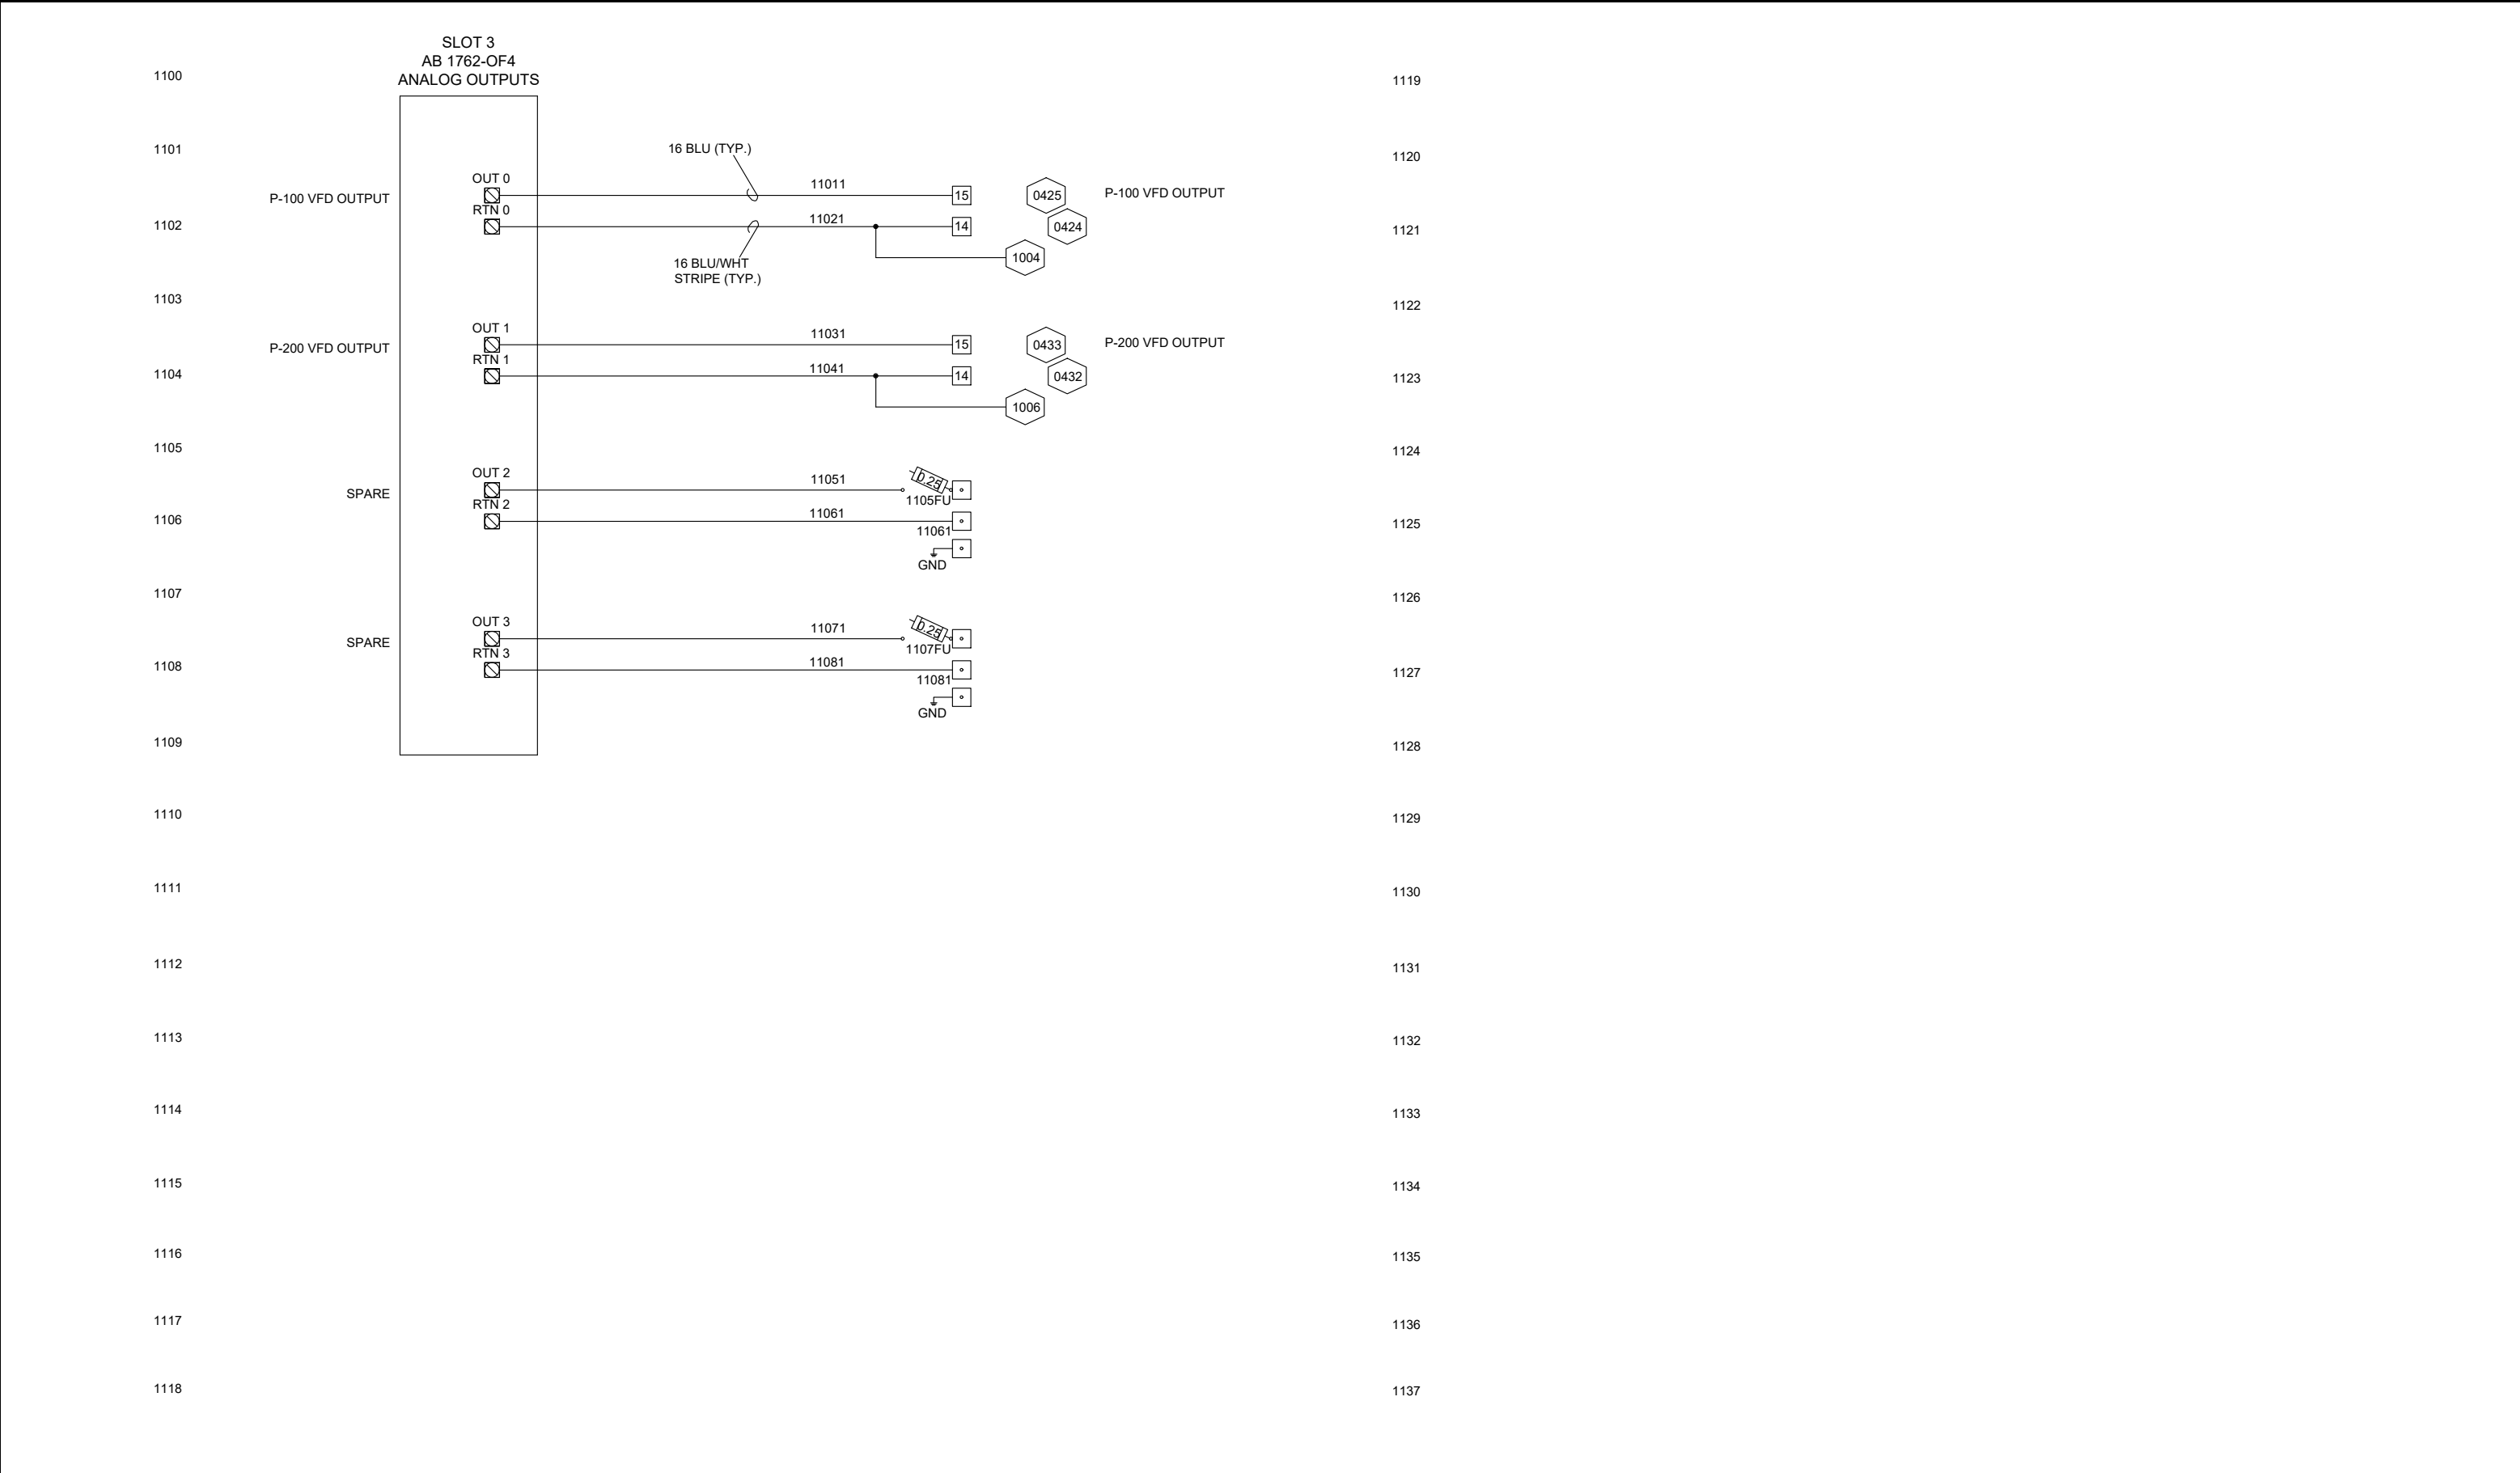 SLOT 3
AB 1762-OF4
ANALOG OUTPUTS
1100
1119
1101
16 BLU (TYP.)
1120
OUT 0
11011
P-100 VFD OUTPUT
15
0425
P-100 VFD OUTPUT
RTN 0
11021
1102
14
0424
1121
1004
16 BLU/WHT
STRIPE (TYP.)
1103
1122
OUT 1
11031
P-200 VFD OUTPUT
15
0433
P-200 VFD OUTPUT
RTN 1
11041
1104
14
0432
1123
1006
1105
1124
OUT 2
11051
0.25
SPARE
1105FU
RTN 2
11061
1106
1125
11061
GND
1107
1126
OUT 3
11071
0.25
SPARE
1107FU
RTN 3
11081
1108
1127
11081
GND
1109
1128
1110
1129
1111
1130
1112
1131
1113
1132
1114
1133
1115
1134
1116
1135
1117
1136
1118
1137